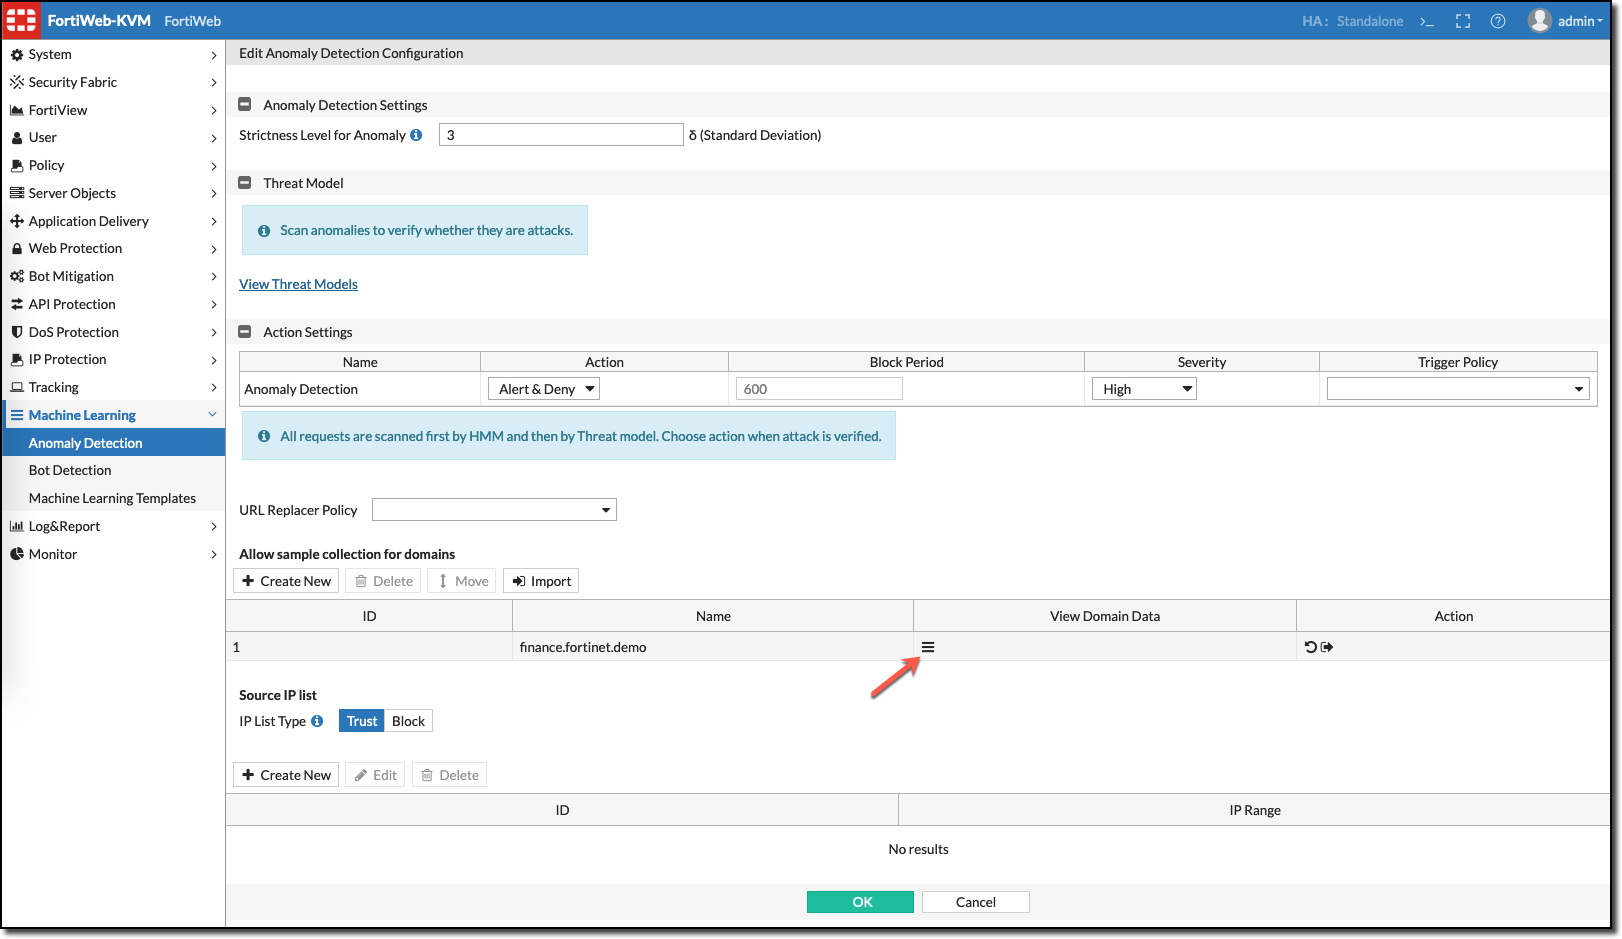 FortiWeb-KVM FortiWeb HA: Standalone >_ admin
System
Security Fabric
FortiView
User
Policy
Server Objects
Application Delivery
Web Protection
Bot Mitigation
API Protection
DoS Protection
IP Protection
Tracking
Machine Learning
Anomaly Detection
Bot Detection
Machine Learning Templates
Log&Report
Monitor
Edit Anomaly Detection Configuration
Anomaly Detection Settings
Strictness Level for Anomaly 3 δ (Standard Deviation)
Threat Model
Scan anomalies to verify whether they are attacks.
View Threat Models
Action Settings
Name Action Block Period Severity Trigger Policy
Anomaly Detection Alert & Deny 600 High
All requests are scanned first by HMM and then by Threat model. Choose action when attack is verified.
URL Replacer Policy
Allow sample collection for domains
Create New Delete Move Import
ID Name View Domain Data Action
1 finance.fortinet.demo
Source IP list
IP List Type Trust Block
Create New Edit Delete
ID IP Range
No results
OK Cancel